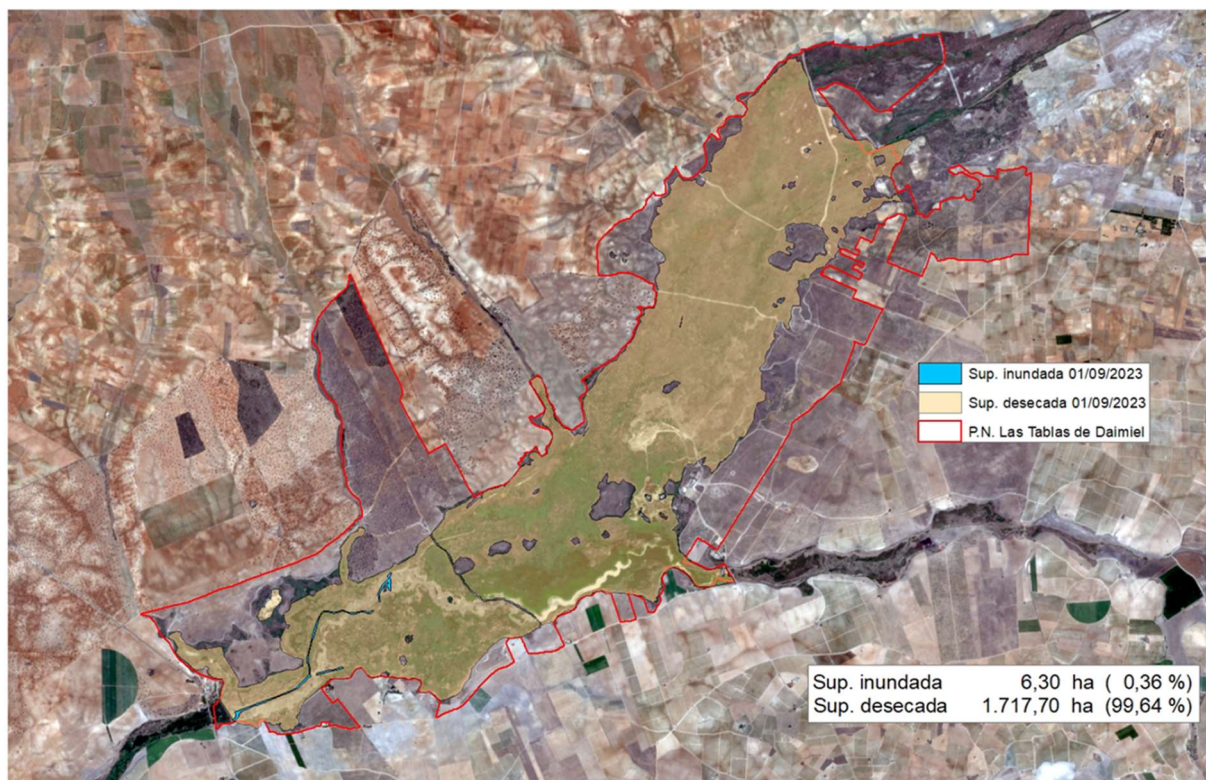 Sup. inundada 01/09/2023
Sup. desecada 01/09/2023
P.N. Las Tablas de Daimiel
Sup. inundada 6,30 ha ( 0,36 %)
Sup. desecada 1.717,70 ha (99,64 %)